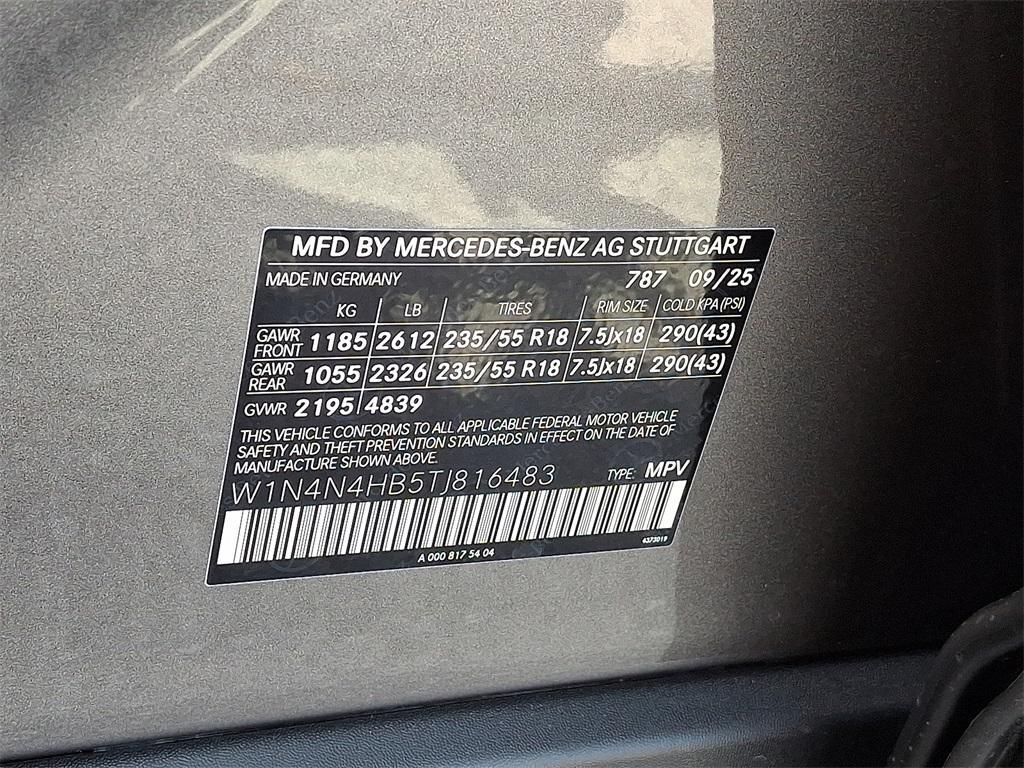 MFD BY MERCEDES-BENZ AG STUTTGART
MADE IN GERMANY 787 09/25
KG LB TIRES RIM SIZE COLD KPA(PSI)
GAWR FRONT 1185 2612 235/55 R18 7.5Jx18 290(43)
GAWR REAR 1055 2326 235/55 R18 7.5Jx18 290(43)
GVWR 2195 4839
THIS VEHICLE CONFORMS TO ALL APPLICABLE FEDERAL MOTOR VEHICLE
SAFETY AND THEFT PREVENTION STANDARDS IN EFFECT ON THE DATE OF
MANUFACTURE SHOWN ABOVE.
W1N4N4HB5TJ816483 TYPE: MPV
A 000 817 54 04
6373019